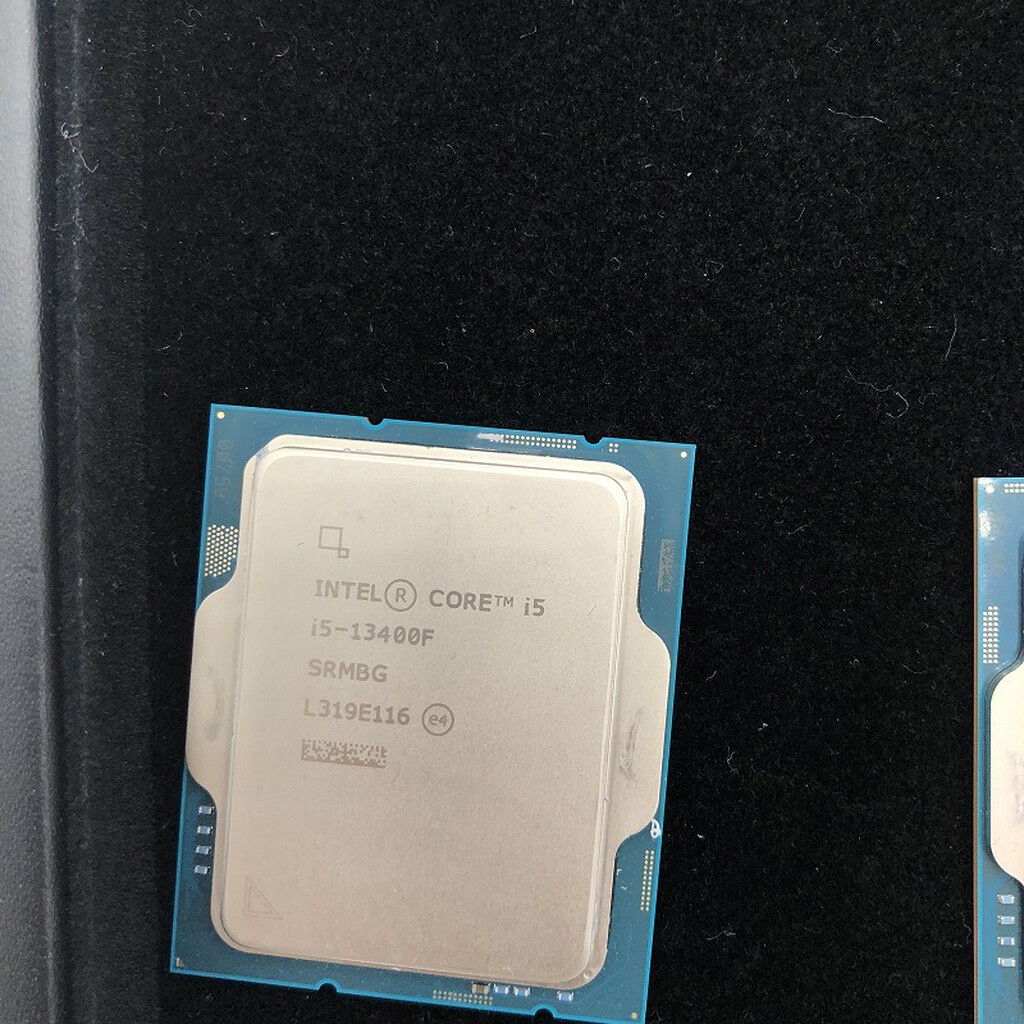 INTEL® CORE™ i5
i5-13400F
SRMBG
L319E116 e4